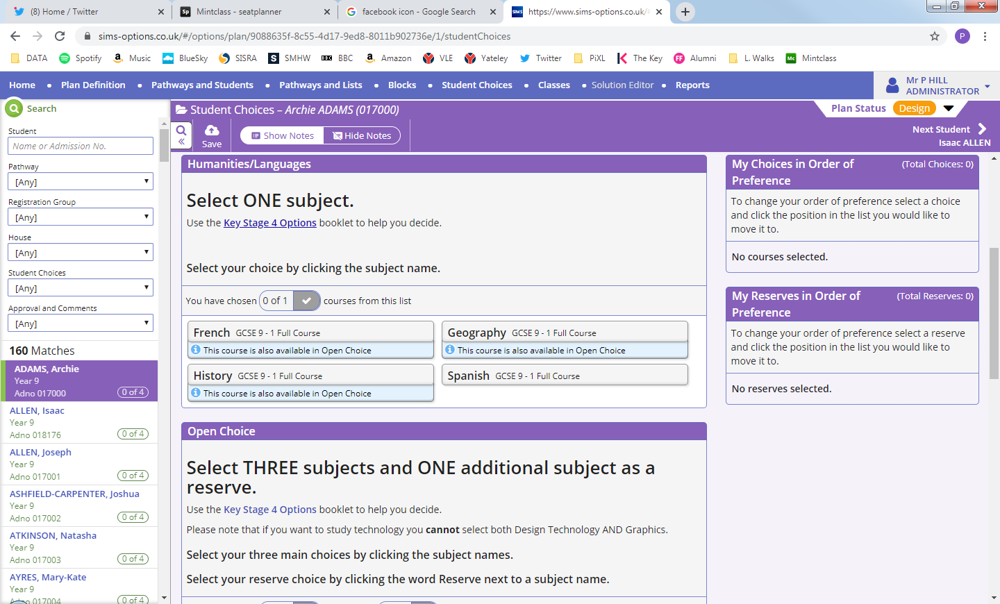 (8) Home / Twitter
Mintclass - seatplanner
facebook icon - Google Search
https://www.sims-options.co.uk/#
sims-options.co.uk/#/options/plan/9088635f-8c55-4d17-9ed8-8011b902736e/1/studentChoices
P
DATA Spotify Music BlueSky SISRA SMHW BBC BBC Amazon VLE Yateley Twitter PiXL The Key Alumni L. Walks Mintclass
Home • Plan Definition • Pathways and Students • Pathways and Lists • Blocks • Student Choices • Classes • Solution Editor • Reports
Mr P HILL
ADMINISTRATOR
Search
Student
Name or Admission No.
Pathway
[Any]
Registration Group
[Any]
House
[Any]
Student Choices
[Any]
Approval and Comments
[Any]
160 Matches
ADAMS, Archie
Year 9
Adno 017000 0 of 4
ALLEN, Isaac
Year 9
Adno 018176 0 of 4
ALLEN, Joseph
Year 9
Adno 017001 0 of 4
ASHFIELD-CARPENTER, Joshua
Year 9
Adno 017002 0 of 4
ATKINSON, Natasha
Year 9
Adno 017003 0 of 4
AYRES, Mary-Kate
Year 9
Adno 017004 0 of 4
Student Choices – Archie ADAMS (017000)
Plan Status Design
Save
Show Notes Hide Notes
Next Student
Isaac ALLEN
Humanities/Languages
Select ONE subject.
Use the Key Stage 4 Options booklet to help you decide.
Select your choice by clicking the subject name.
You have chosen 0 of 1 courses from this list
French GCSE 9 - 1 Full Course
This course is also available in Open Choice
Geography GCSE 9 - 1 Full Course
This course is also available in Open Choice
History GCSE 9 - 1 Full Course
This course is also available in Open Choice
Spanish GCSE 9 - 1 Full Course
Open Choice
Select THREE subjects and ONE additional subject as a
reserve.
Use the Key Stage 4 Options booklet to help you decide.
Please note that if you want to study technology you cannot select both Design Technology AND Graphics.
Select your three main choices by clicking the subject names.
Select your reserve choice by clicking the word Reserve next to a subject name.
My Choices in Order of (Total Choices: 0)
Preference
To change your order of preference select a choice
and click the position in the list you would like to
move it to.
No courses selected.
My Reserves in Order of (Total Reserves: 0)
Preference
To change your order of preference select a reserve
and click the position in the list you would like to
move it to.
No reserves selected.